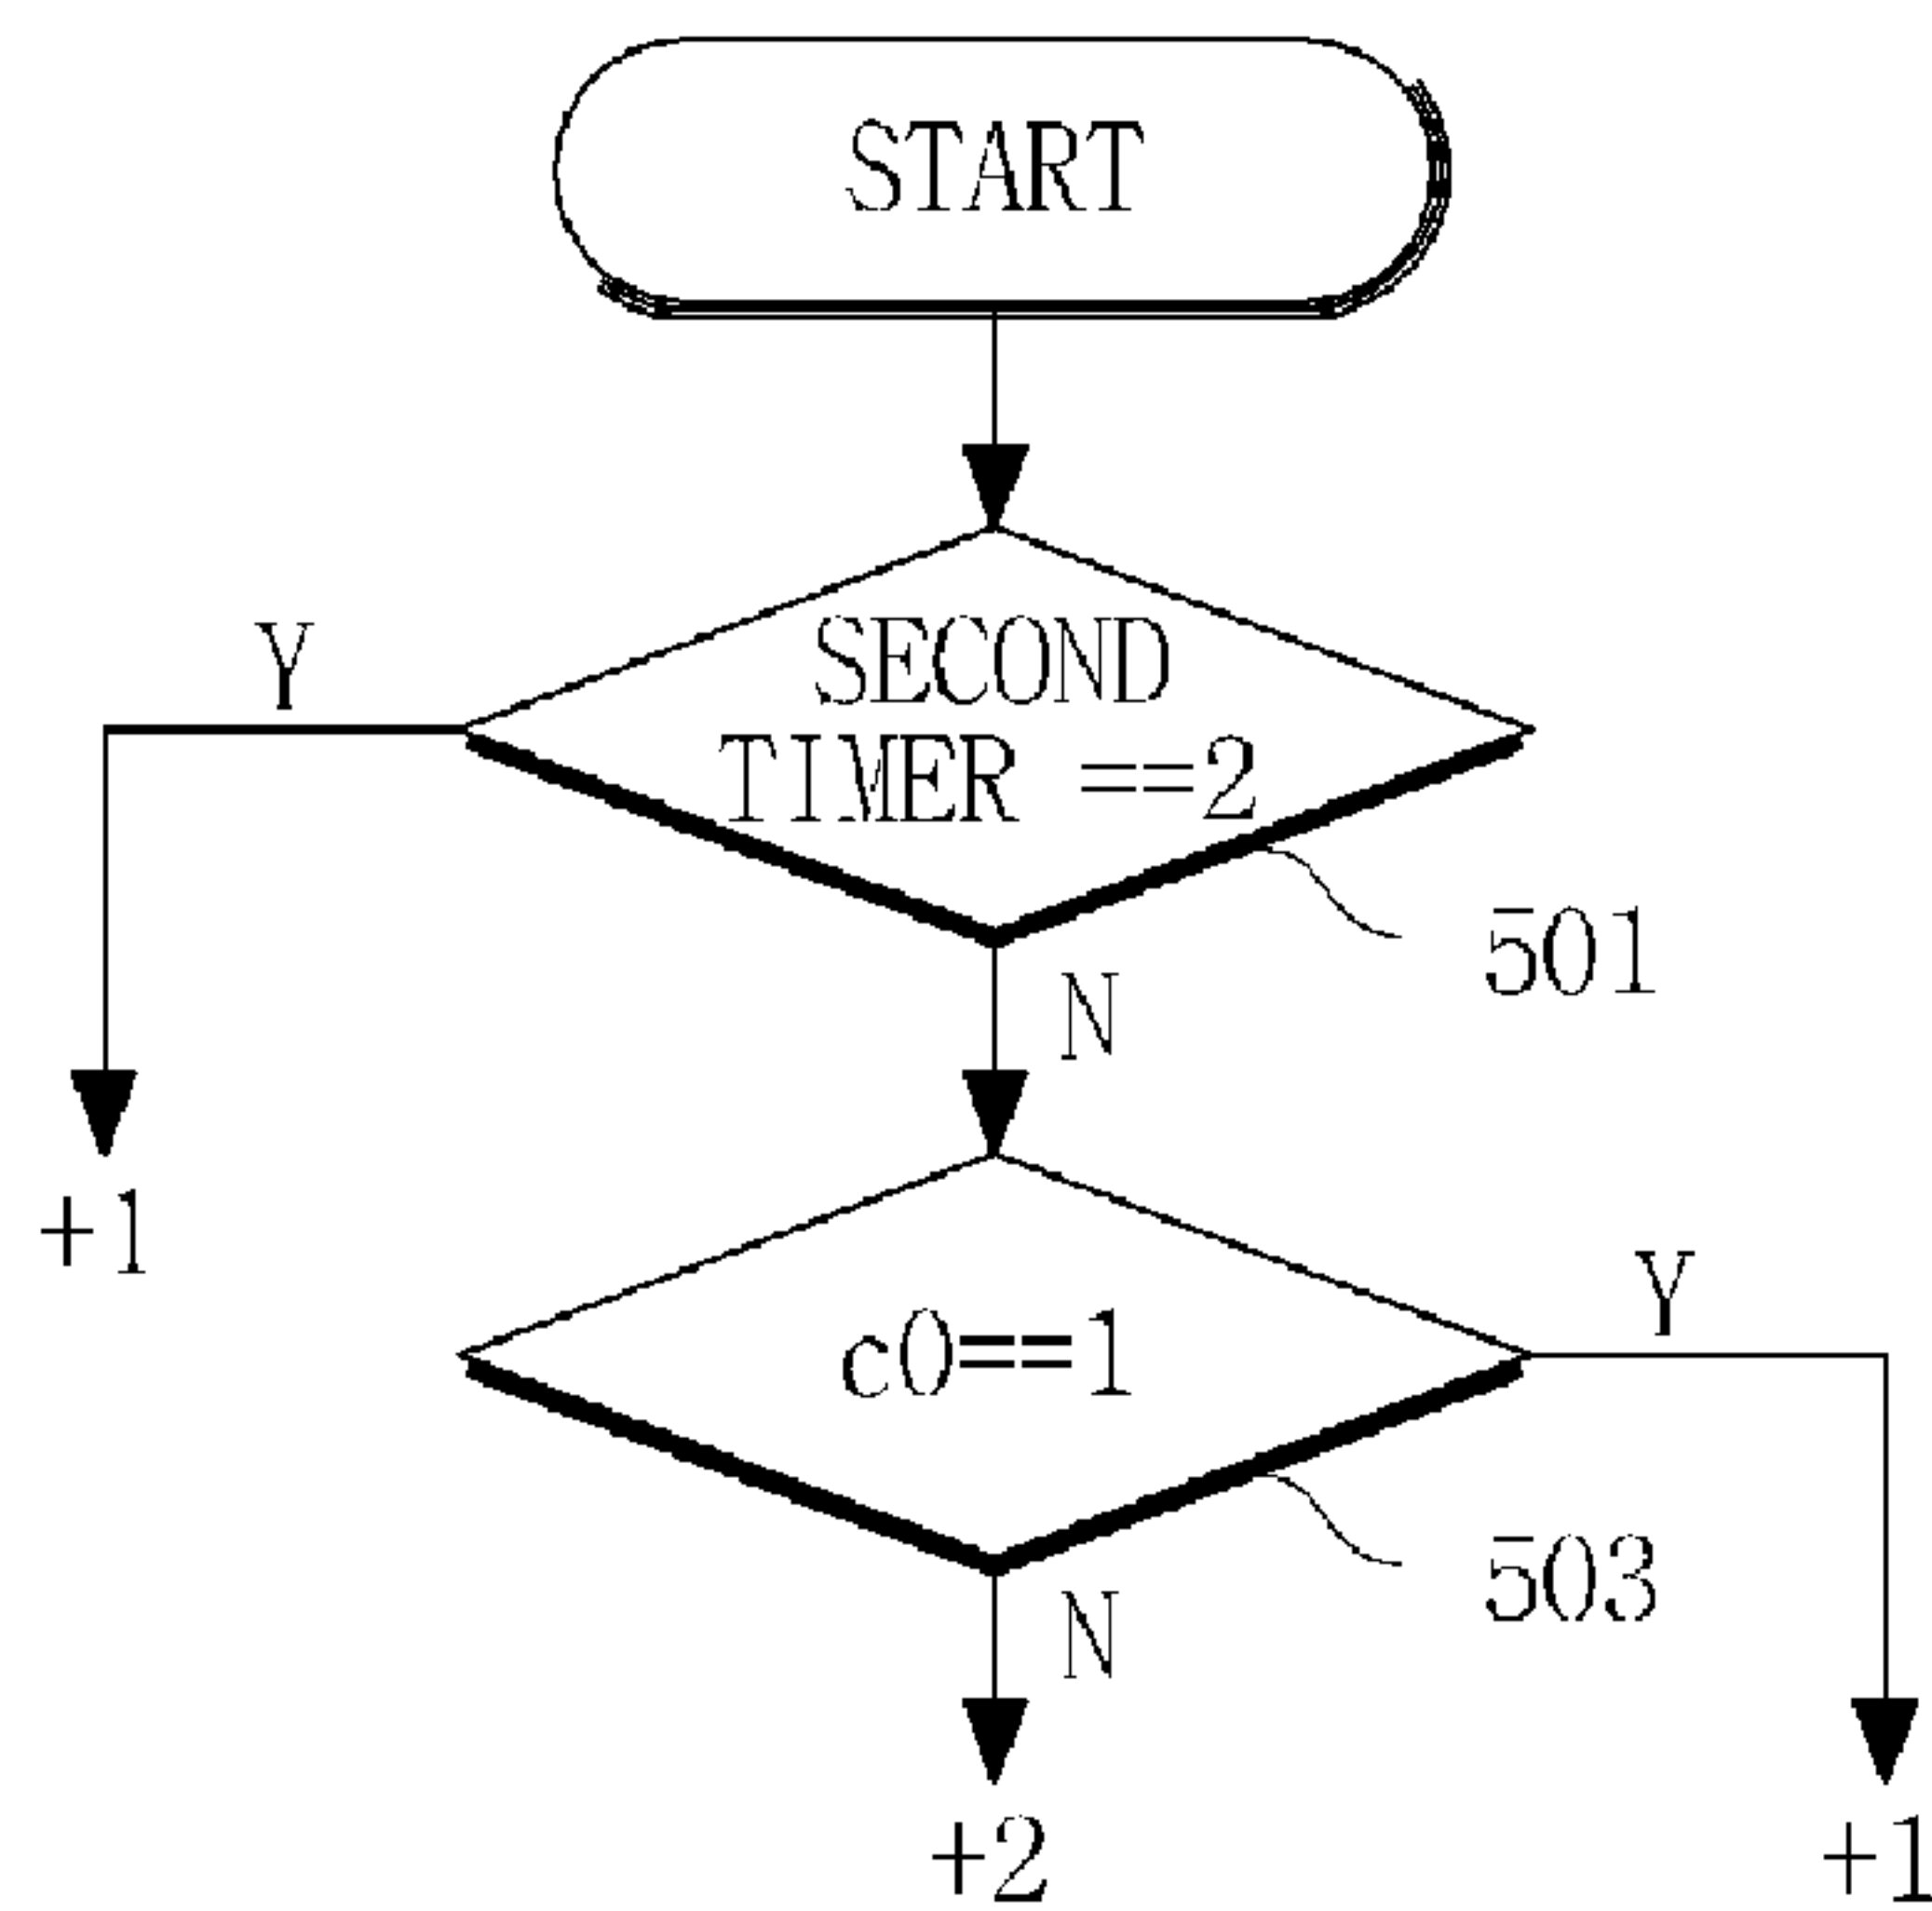 START
Y
SECOND
TIMER ==2
501
N
+1
Y
c0==1
503
N
+2
+1